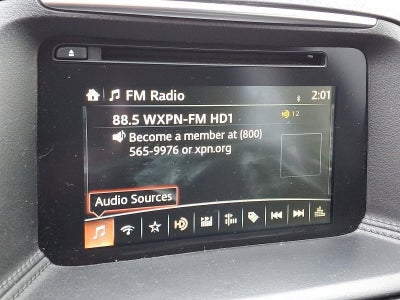 FM Radio 2:01
88.5 WXPN-FM HD1 12
Become a member at (800)
565-9976 or xpn.org
Audio Sources